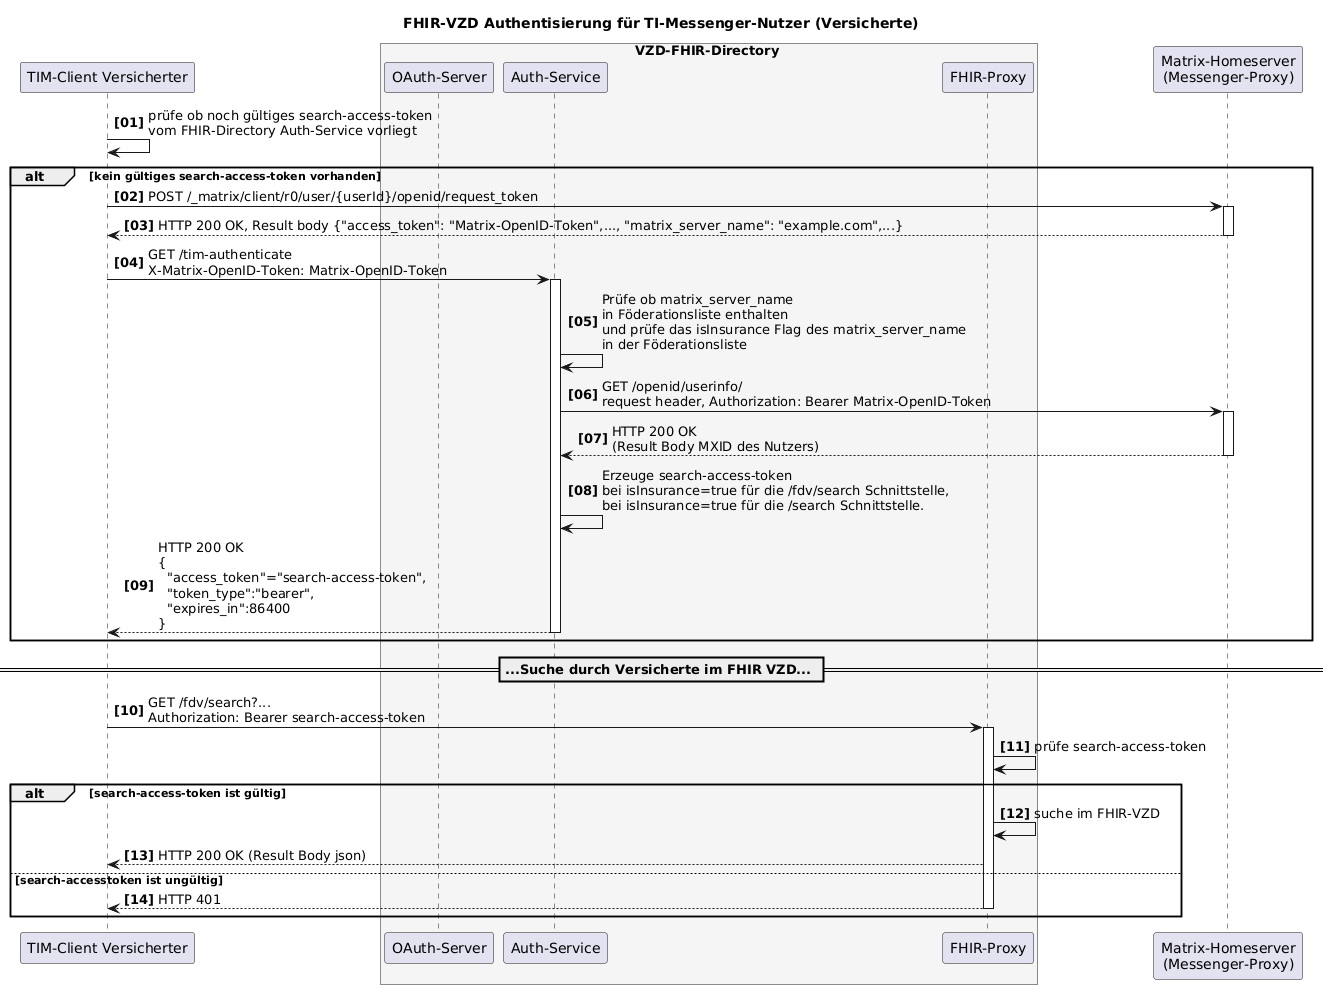 FHIR-VZD Authentisierung für TI-Messenger-Nutzer (Versicherte)
VZD-FHIR-Directory
TIM-Client Versicherter
OAuth-Server
Auth-Service
FHIR-Proxy
Matrix-Homeserver
(Messenger-Proxy)
[01] prüfe ob noch gültiges search-access-token
vom FHIR-Directory Auth-Service vorliegt
alt [kein gültiges search-access-token vorhanden]
[02] POST /_matrix/client/r0/user/{userId}/openid/request_token
[03] HTTP 200 OK, Result body {"access_token": "Matrix-OpenID-Token",..., "matrix_server_name": "example.com",...}
[04] GET /tim-authenticate
X-Matrix-OpenID-Token: Matrix-OpenID-Token
[05] Prüfe ob matrix_server_name
in Föderationsliste enthalten
und prüfe das isInsurance Flag des matrix_server_name
in der Föderationsliste
[06] GET /openid/userinfo/
request header, Authorization: Bearer Matrix-OpenID-Token
[07] HTTP 200 OK
(Result Body MXID des Nutzers)
[08] Erzeuge search-access-token
bei isInsurance=true für die /fdv/search Schnittstelle,
bei isInsurance=true für die /search Schnittstelle.
[09] HTTP 200 OK
{
"access_token"="search-access-token",
"token_type":"bearer",
"expires_in":86400
}
...Suche durch Versicherte im FHIR VZD...
[10] GET /fdv/search?...
Authorization: Bearer search-access-token
[11] prüfe search-access-token
alt [search-access-token ist gültig]
[12] suche im FHIR-VZD
[13] HTTP 200 OK (Result Body json)
[search-accesstoken ist ungültig]
[14] HTTP 401
TIM-Client Versicherter
OAuth-Server
Auth-Service
FHIR-Proxy
Matrix-Homeserver
(Messenger-Proxy)